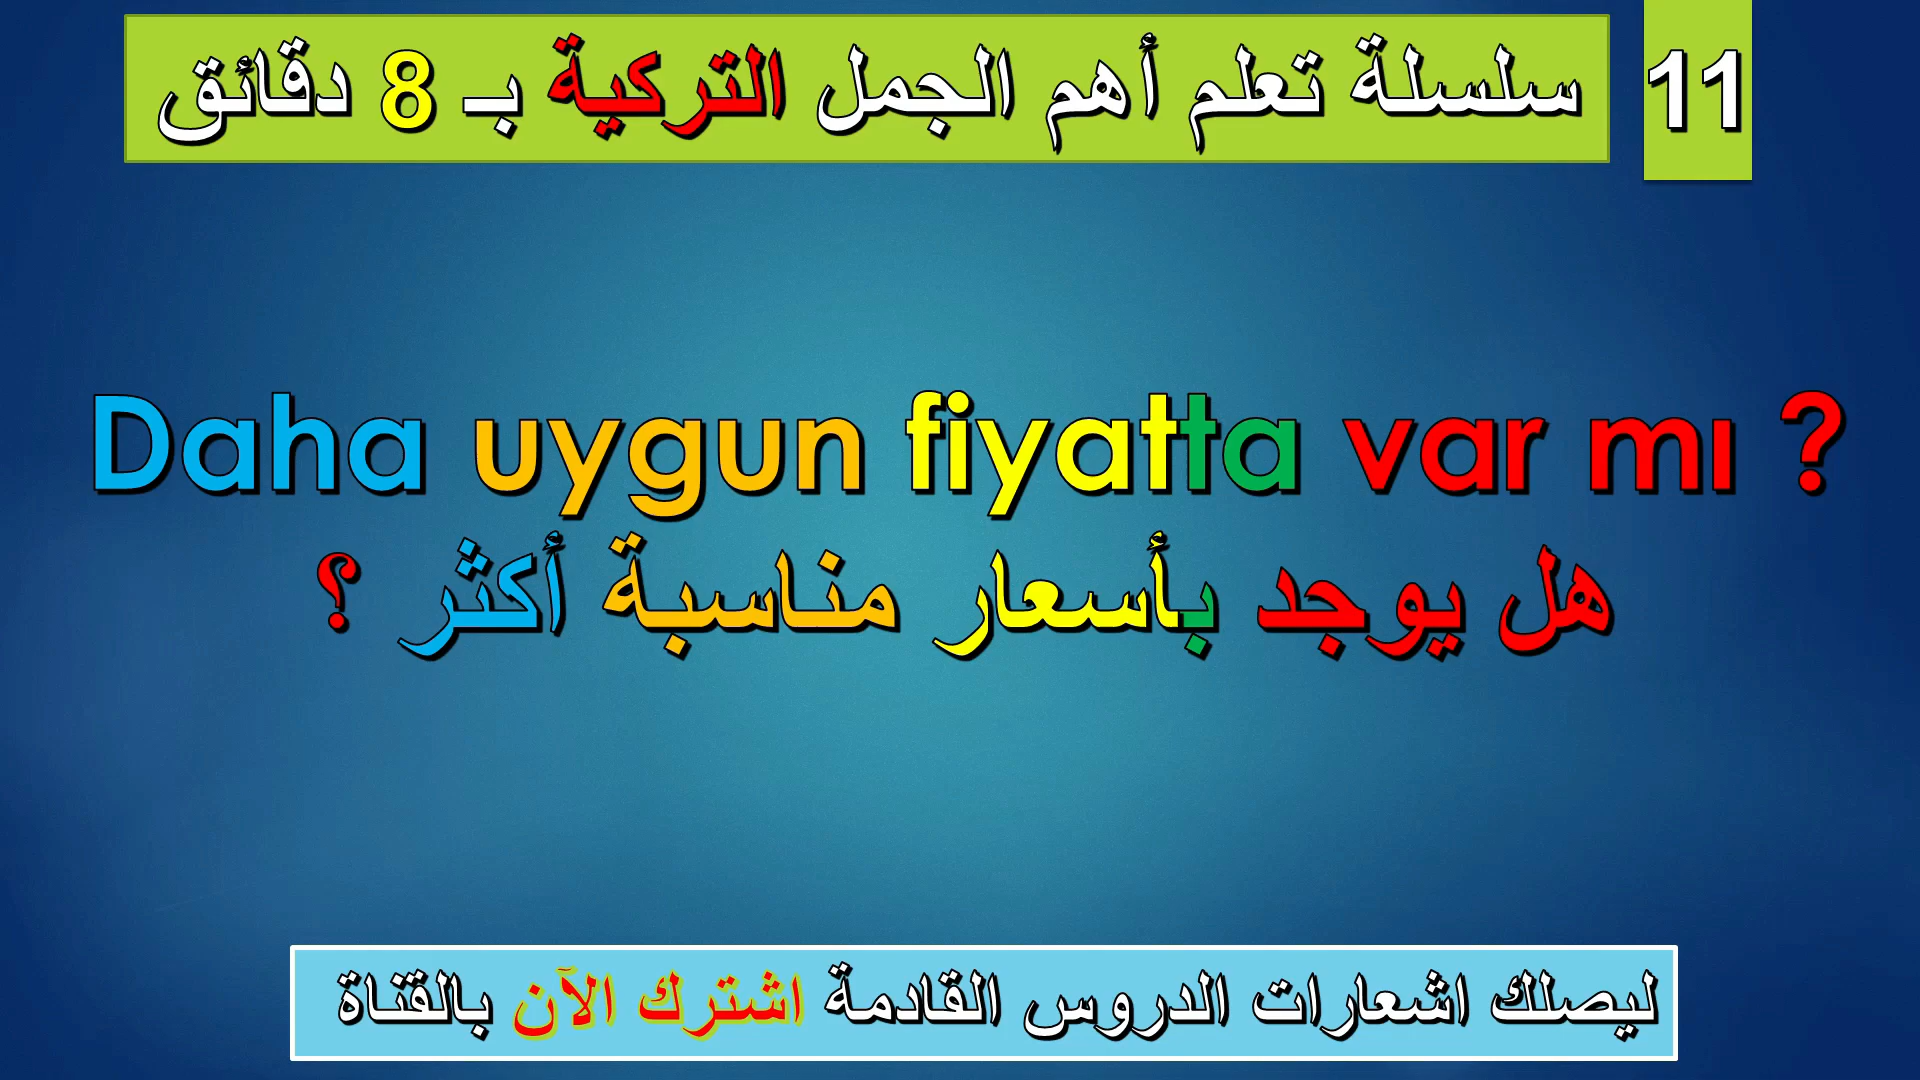 11
سلسلة تعلم أهم الجمل التركية بـ 8 دقائق
Daha uygun fiyatta var mı ?
هل يوجد بأسعار مناسبة أكثر ؟
ليصلك اشعارات الدروس القادمة اشترك الآن بالقناة